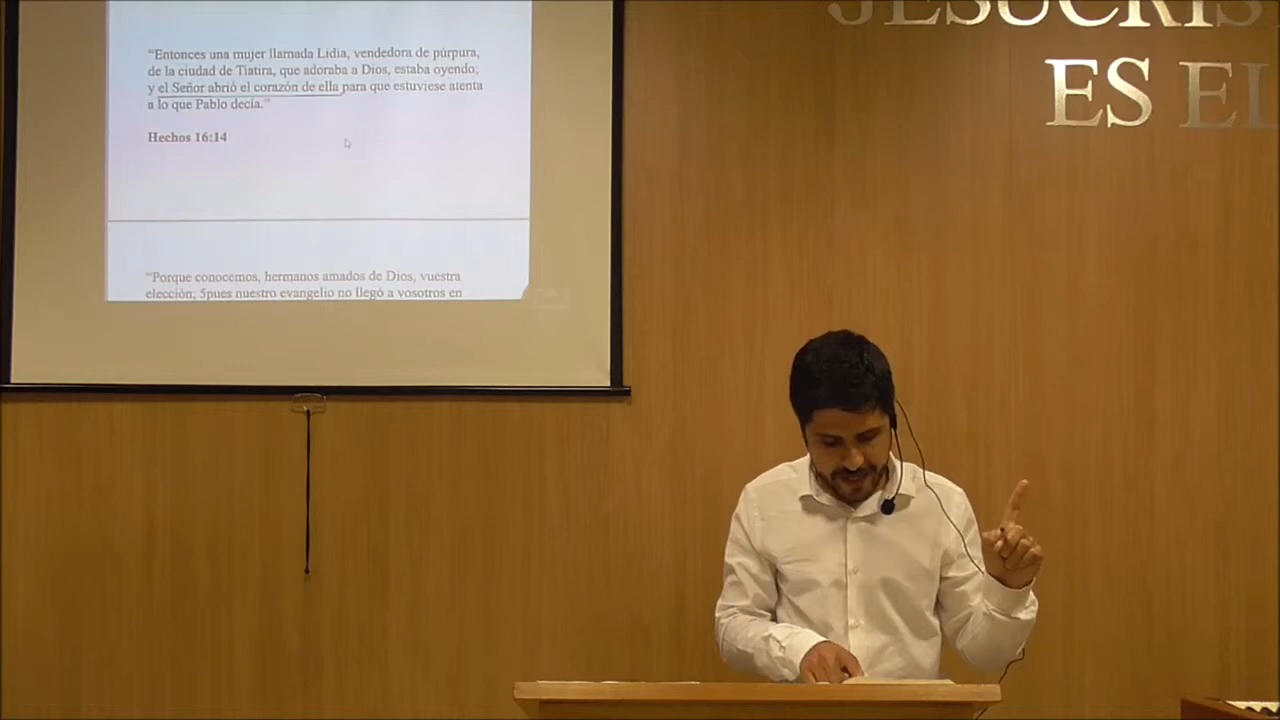 “Entonces una mujer llamada Lidia, vendedora de púrpura,
de la ciudad de Tiatira, que adoraba a Dios, estaba oyendo;
y el Señor abrió el corazón de ella para que estuviese atenta
a lo que Pablo decía.”
Hechos 16:14
“Porque conocemos, hermanos amados de Dios, vuestra
elección, 5pues nuestro evangelio no llegó a vosotros en
JESUCRIS
ES EL